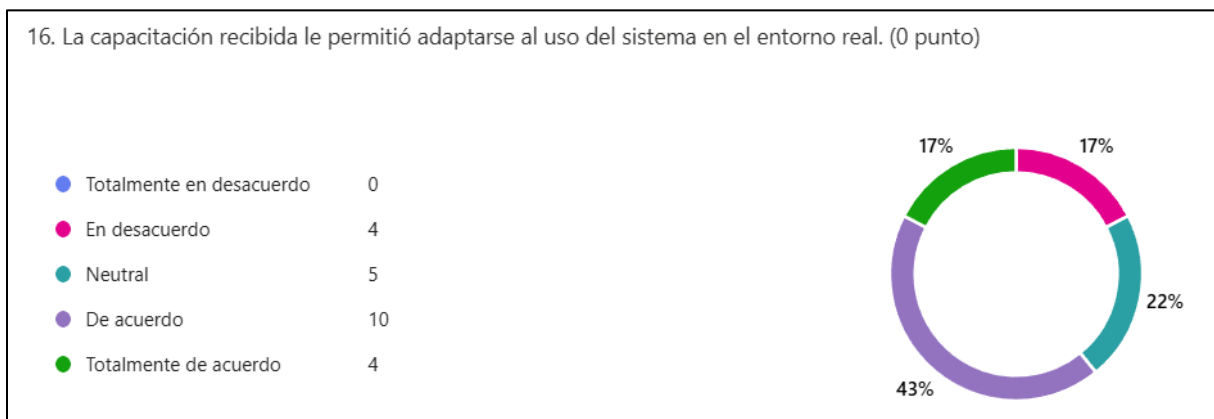 16. La capacitación recibida le permitió adaptarse al uso del sistema en el entorno real. (0 punto)
Totalmente en desacuerdo 0
En desacuerdo 4
Neutral 5
De acuerdo 10
Totalmente de acuerdo 4
17% 17%
22%
43%